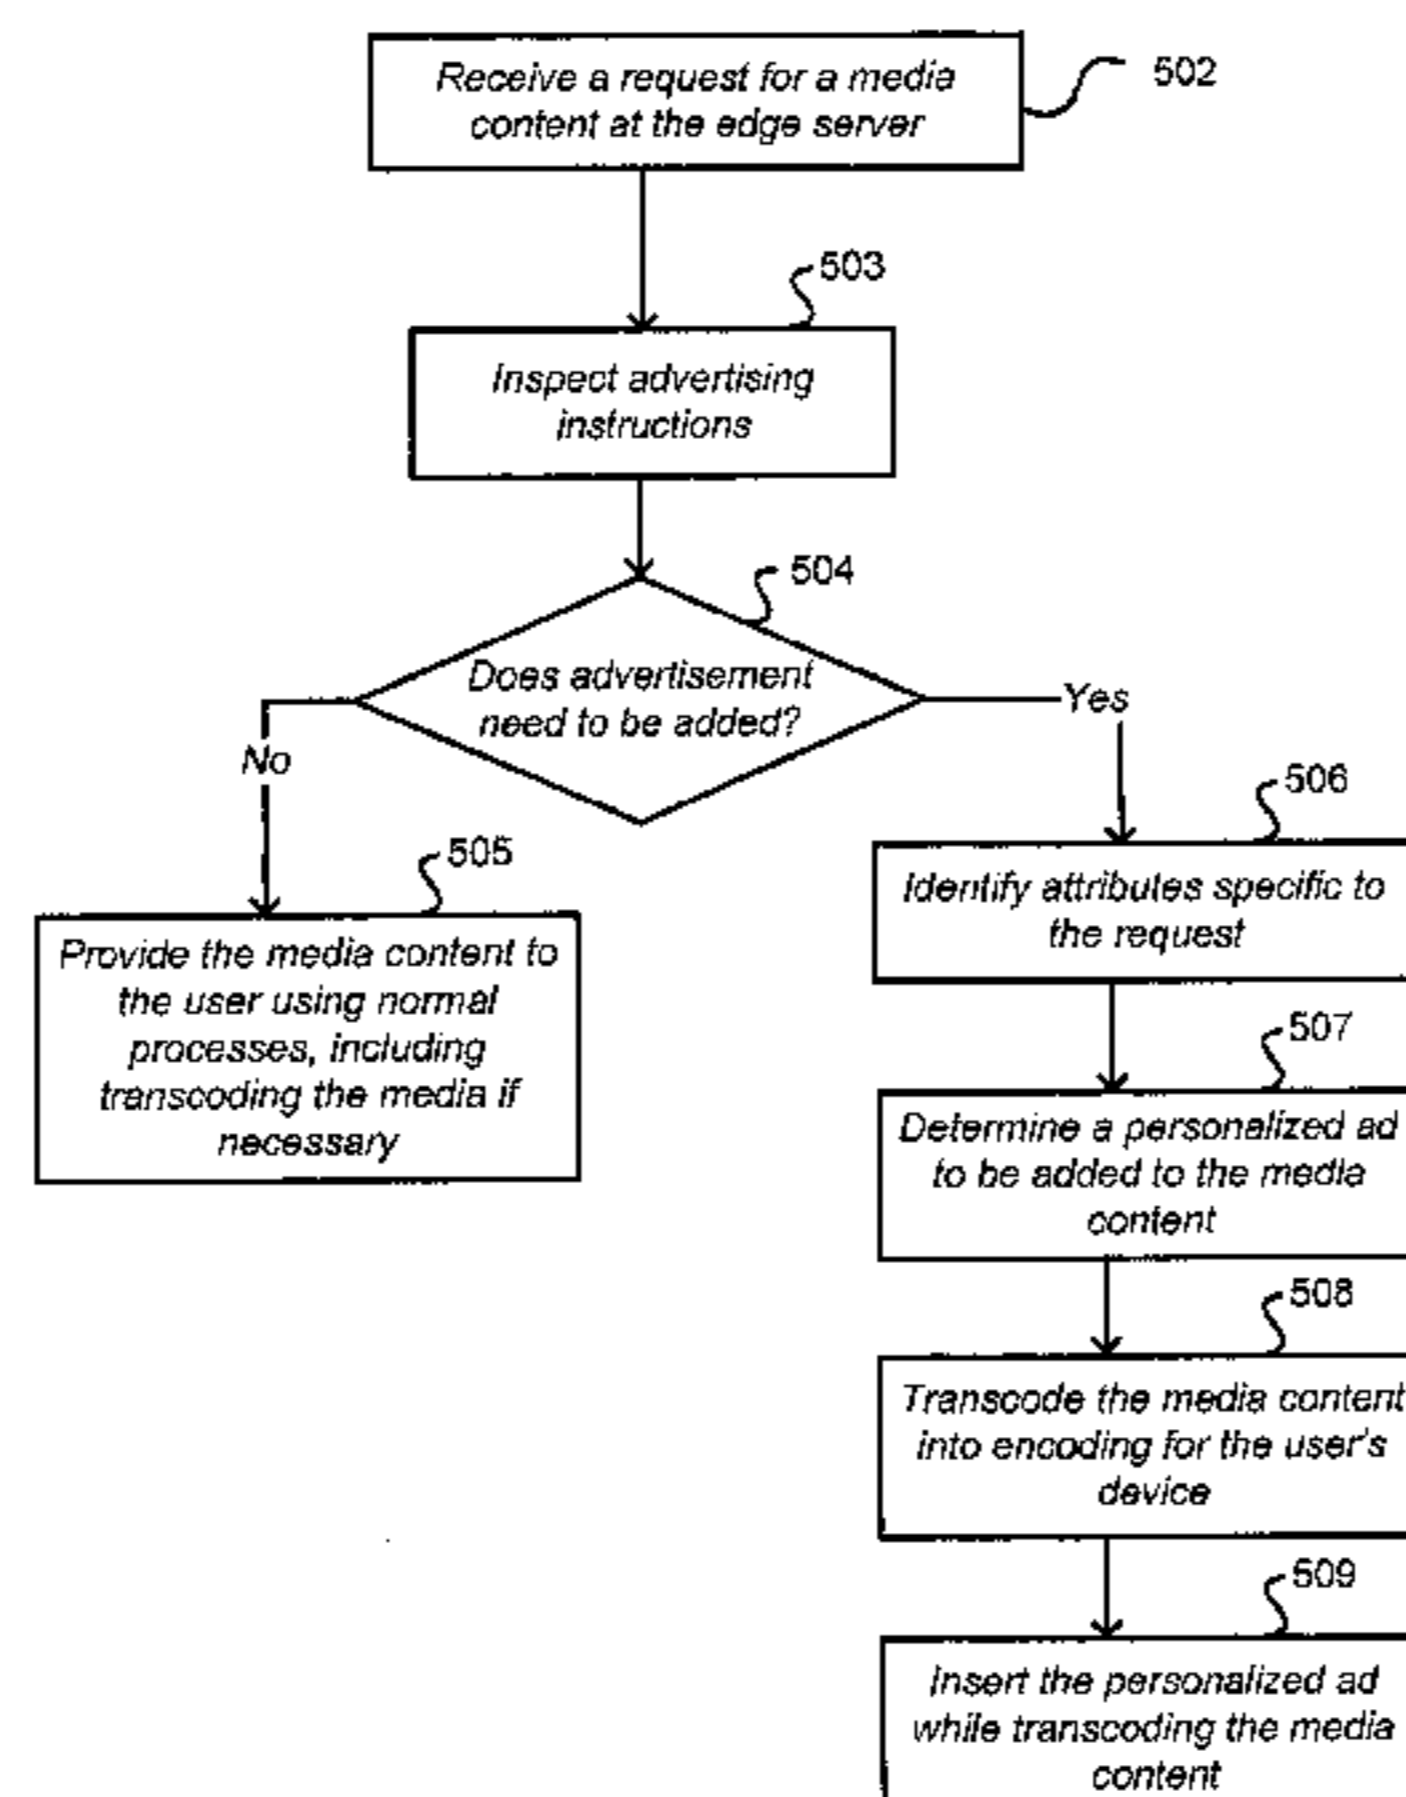 Receive a request for a media
content at the edge server
502
503
Inspect advertising
instructions
504
Does advertisement
need to be added?
Yes
No
506
505
Identify attributes specific to
the request
Provide the media content to
the user using normal
processes, including
transcoding the media if
necessary
507
Determine a personalized ad
to be added to the media
content
508
Transcode the media content
into encoding for the user's
device
509
Insert the personalized ad
while transcoding the media
content